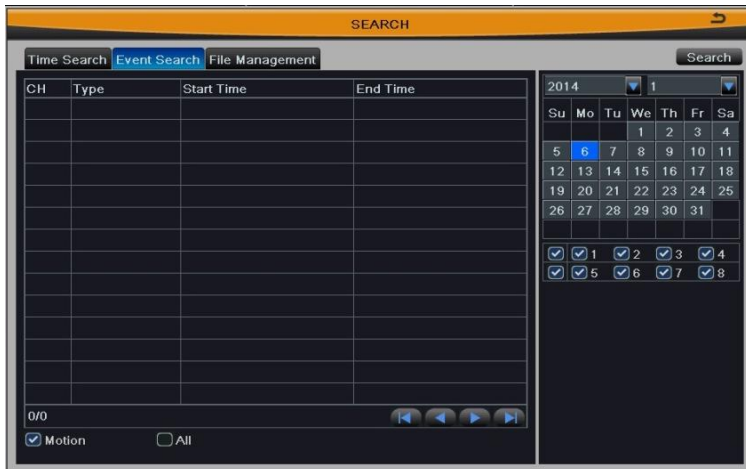 SEARCH
Time Search Event Search File Management Search
CH Type Start Time End Time
2014 1
Su Mo Tu We Th Fr Sa
1 2 3 4
5 6 7 8 9 10 11
12 13 14 15 16 17 18
19 20 21 22 23 24 25
26 27 28 29 30 31
1 2 3 4
5 6 7 8
0/0
Motion All